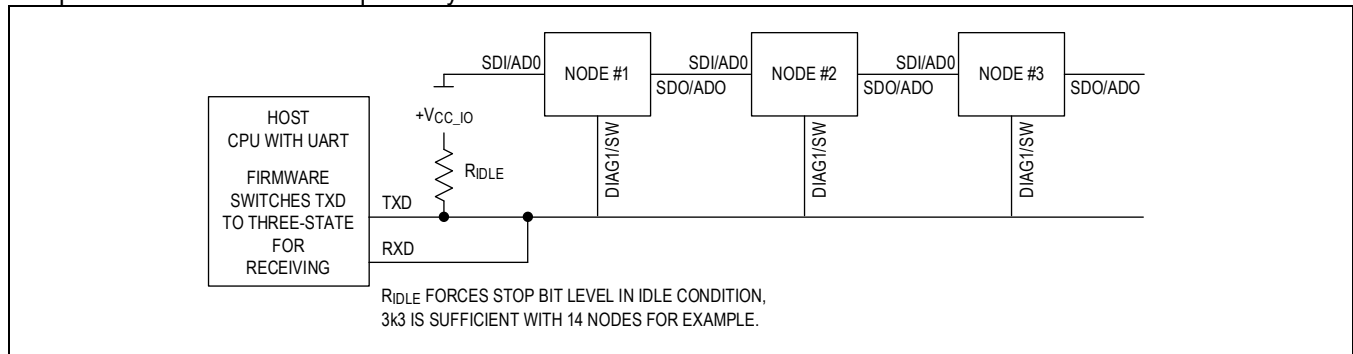 SDI/AD0
NODE #1
SDO/ADO
SDI/AD0
NODE #2
SDO/ADO
SDI/AD0
NODE #3
SDO/ADO
+VCC_IO
RIDLE
DIAG1/SW
DIAG1/SW
DIAG1/SW
HOST
CPU WITH UART
FIRMWARE
SWITCHES TXD
TO THREE-STATE
FOR
RECEIVING
TXD
RXD
RIDLE FORCES STOP BIT LEVEL IN IDLE CONDITION,
3k3 IS SUFFICIENT WITH 14 NODES FOR EXAMPLE.